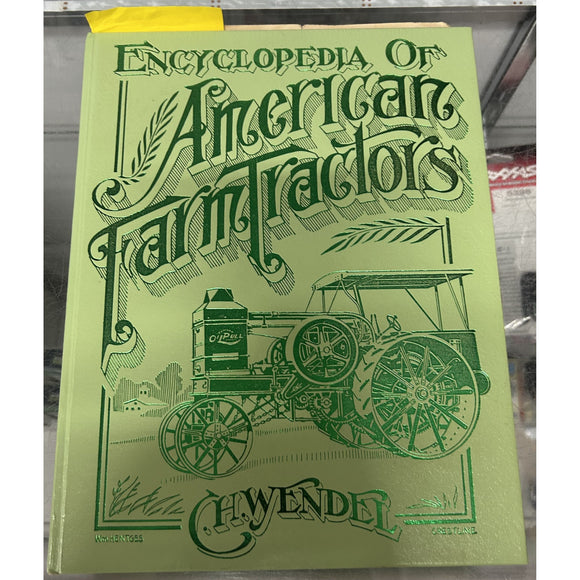 ENCYCLOPEDIA OF
American
Farm Tractors
OILPULL
C.H. WENDEL